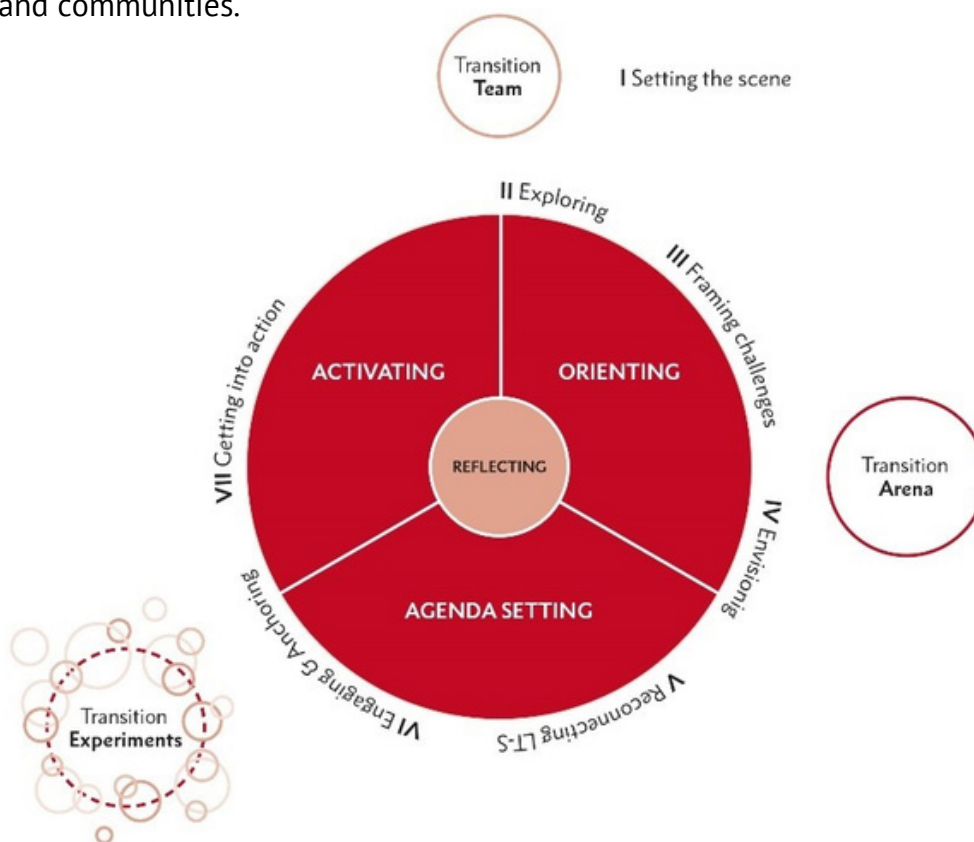 and communities.
Transition
Team
I Setting the scene
II Exploring
III Framing challenges
ACTIVATING
ORIENTING
VII Getting into action
REFLECTING
Transition
Arena
IV Envisionig
AGENDA SETTING
V Reconnecting LT-S
VI Engaging & Anchoring
Transition
Experiments